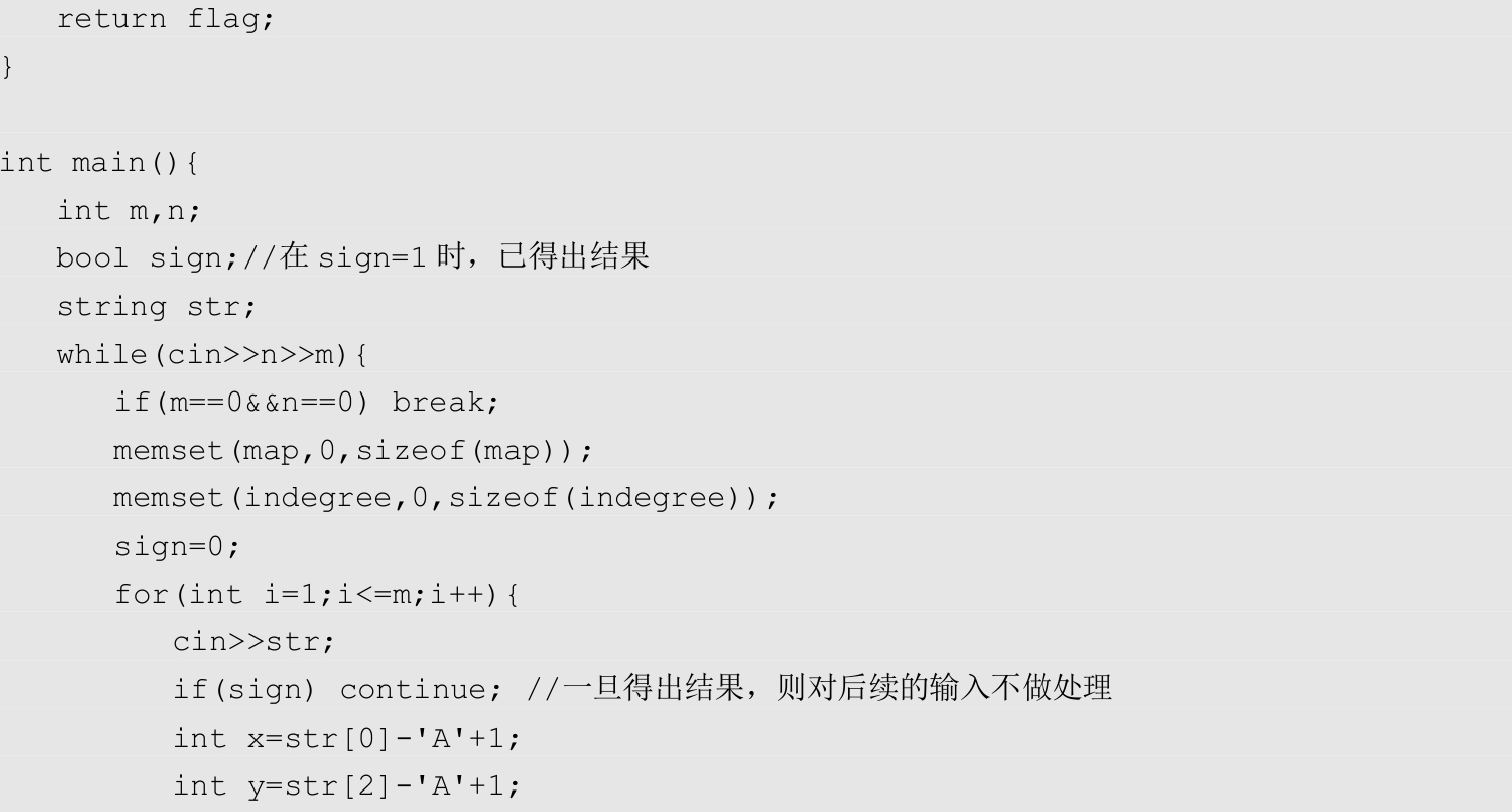 return flag;
}
int main(){
int m,n;
bool sign;//在 sign=1 时，已得出结果
string str;
while(cin>>n>>m){
if(m==0&&n==0) break;
memset(map,0,sizeof(map));
memset(indegree,0,sizeof(indegree));
sign=0;
for(int i=1;i<=m;i++){
cin>>str;
if(sign) continue; //一旦得出结果，则对后续的输入不做处理
int x=str[0]-'A'+1;
int y=str[2]-'A'+1;